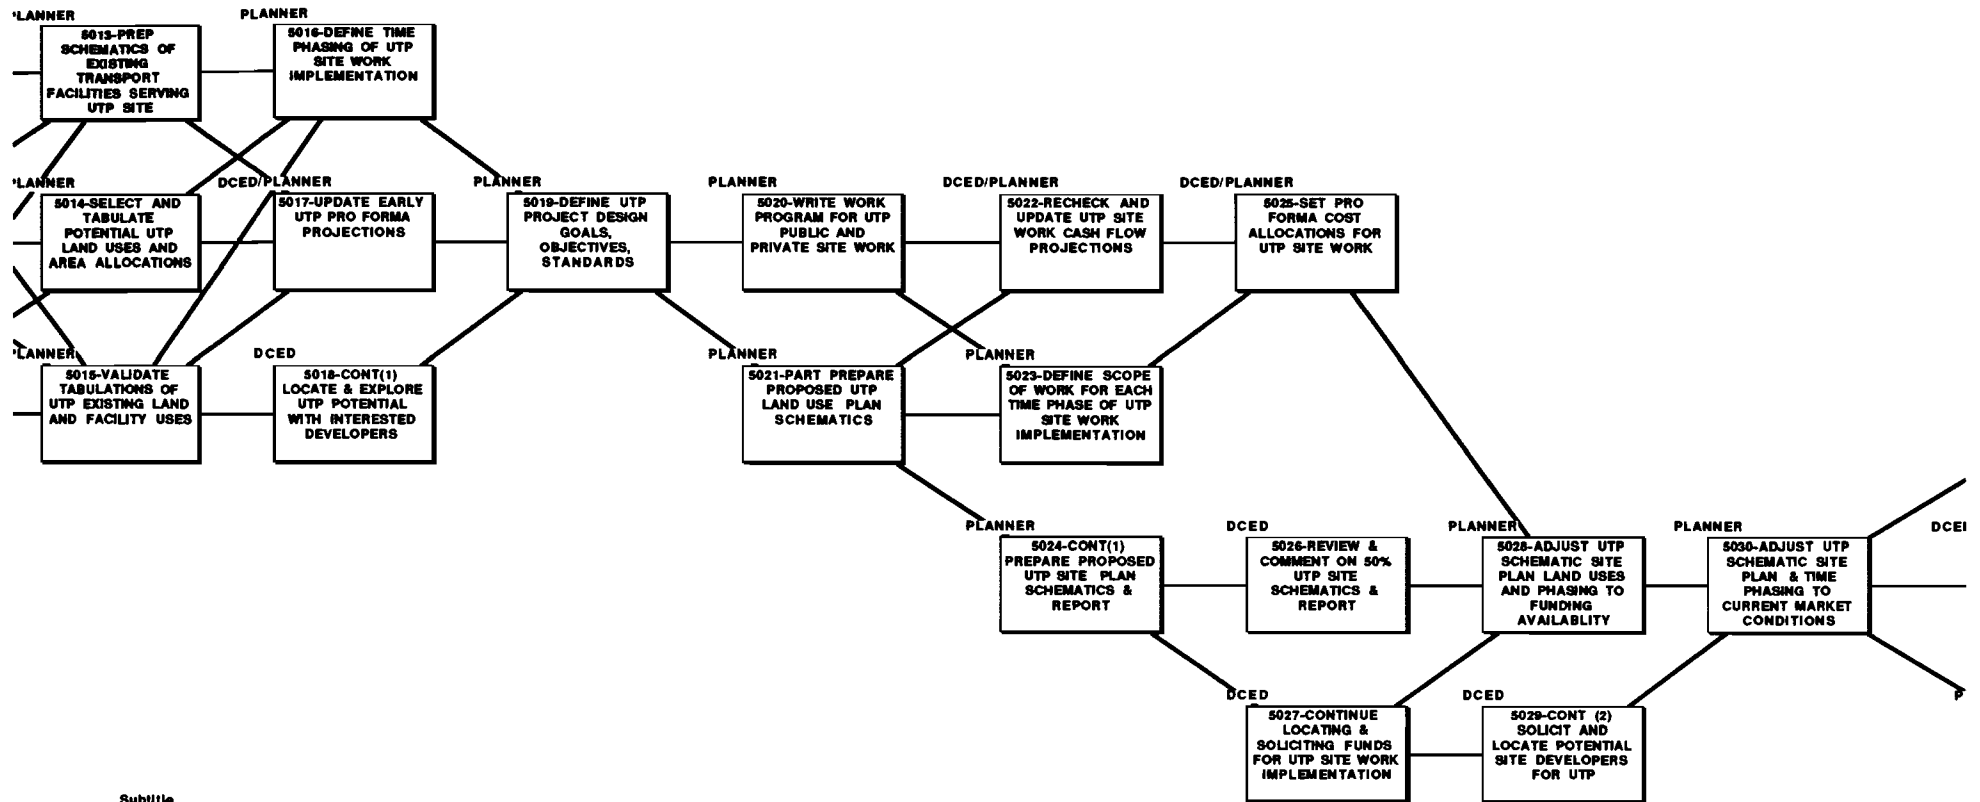 'LANNER
5013-PREP
SCHEMATICS OF
EXISTING
TRANSPORT
FACILITIES SERVING
UTP SITE
PLANNER
5016-DEFINE TIME
PHASING OF UTP
SITE WORK
IMPLEMENTATION
'LANNER
5014-SELECT AND
TABULATE
POTENTIAL UTP
LAND USES AND
AREA ALLOCATIONS
DCED/PLANNER
5017-UPDATE EARLY
UTP PRO FORMA
PROJECTIONS
PLANNER
5019-DEFINE UTP
PROJECT DESIGN
GOALS,
OBJECTIVES,
STANDARDS
PLANNER
5020-WRITE WORK
PROGRAM FOR UTP
PUBLIC AND
PRIVATE SITE WORK
DCED/PLANNER
5022-RECHECK AND
UPDATE UTP SITE
WORK CASH FLOW
PROJECTIONS
DCED/PLANNER
5025-SET PRO
FORMA COST
ALLOCATIONS FOR
UTP SITE WORK
'LANNER
5015-VALIDATE
TABULATIONS OF
UTP EXISTING LAND
AND FACILITY USES
DCED
5018-CONT(1)
LOCATE & EXPLORE
UTP POTENTIAL
WITH INTERESTED
DEVELOPERS
PLANNER
5021-PART PREPARE
PROPOSED UTP
LAND USE PLAN
SCHEMATICS
PLANNER
5023-DEFINE SCOPE
OF WORK FOR EACH
TIME PHASE OF UTP
SITE WORK
IMPLEMENTATION
PLANNER
5024-CONT(1)
PREPARE PROPOSED
UTP SITE PLAN
SCHEMATICS &
REPORT
DCED
5026-REVIEW &
COMMENT ON 50%
UTP SITE
SCHEMATICS &
REPORT
PLANNER
5028-ADJUST UTP
SCHEMATIC SITE
PLAN LAND USES
AND PHASING TO
FUNDING
AVAILABLITY
PLANNER
5030-ADJUST UTP
SCHEMATIC SITE
PLAN & TIME
PHASING TO
CURRENT MARKET
CONDITIONS
DCEI
DCED
5027-CONTINUE
LOCATING &
SOLICITING FUNDS
FOR UTP SITE WORK
IMPLEMENTATION
DCED
5029-CONT (2)
SOLICIT AND
LOCATE POTENTIAL
SITE DEVELOPERS
FOR UTP
P
Subtitle